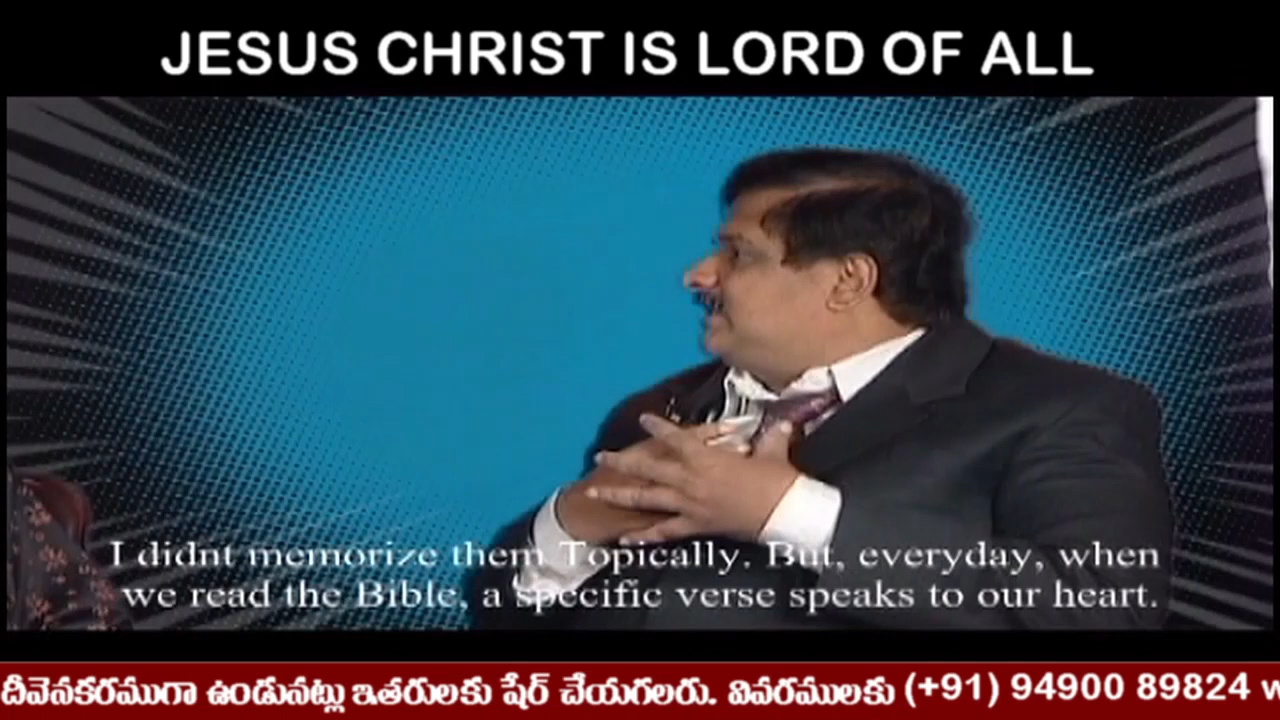 JESUS CHRIST IS LORD OF ALL
I didnt memorize them Topically. But, everyday, when
we read the Bible, a specific verse speaks to our heart.
దీవెనకరముగా ఉండునట్లు ఇతరులకు షేర్ చేయగలరు. వివరములకు (+91) 94900 89824 w